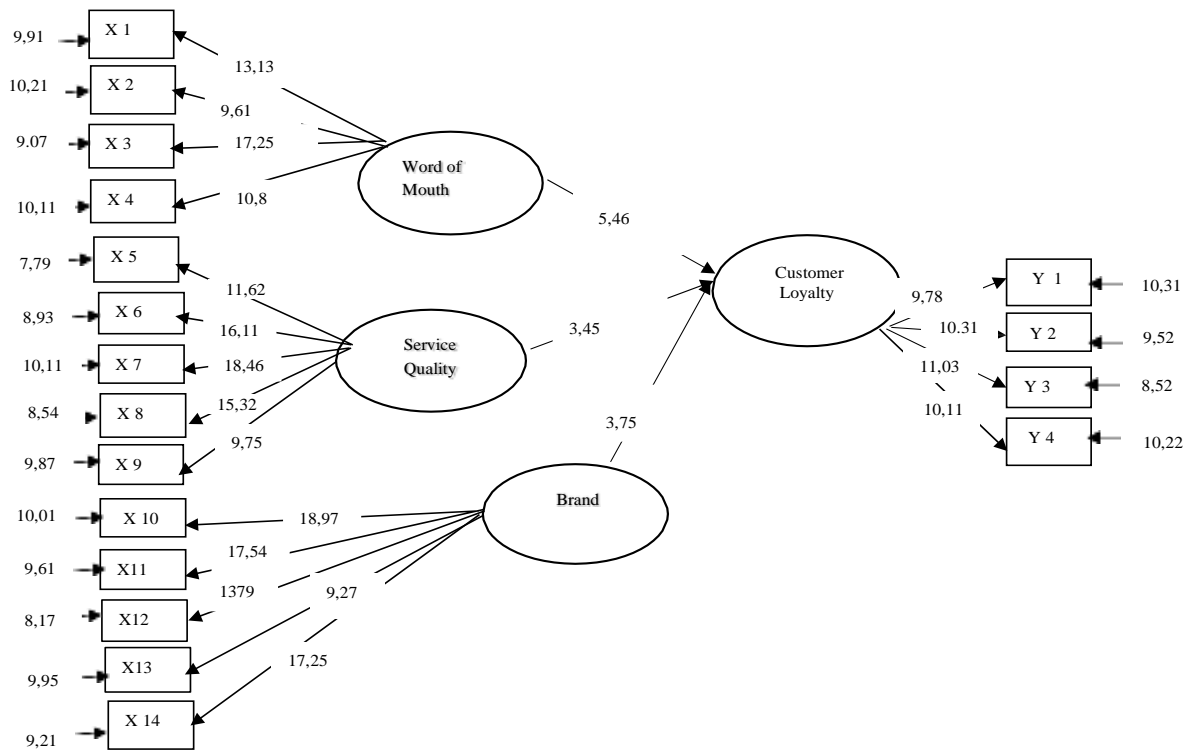 9,91
X 1
13,13
10,21
X 2
9,61
9.07
X 3
17,25
10,11
X 4
10,8
Word of
Mouth
5,46
7,79
X 5
11,62
8,93
X 6
16,11
10,11
X 7
18,46
8,54
X 8
15,32
9,87
X 9
9,75
Service
Quality
3,45
10,01
X 10
18,97
9,61
X11
17,54
8,17
X12
1379
9,95
X13
9,27
9,21
X 14
17,25
Brand
3,75
Customer
Loyalty
9,78
Y 1
10,31
10.31
Y 2
9,52
11,03
Y 3
8,52
10,11
Y 4
10,22